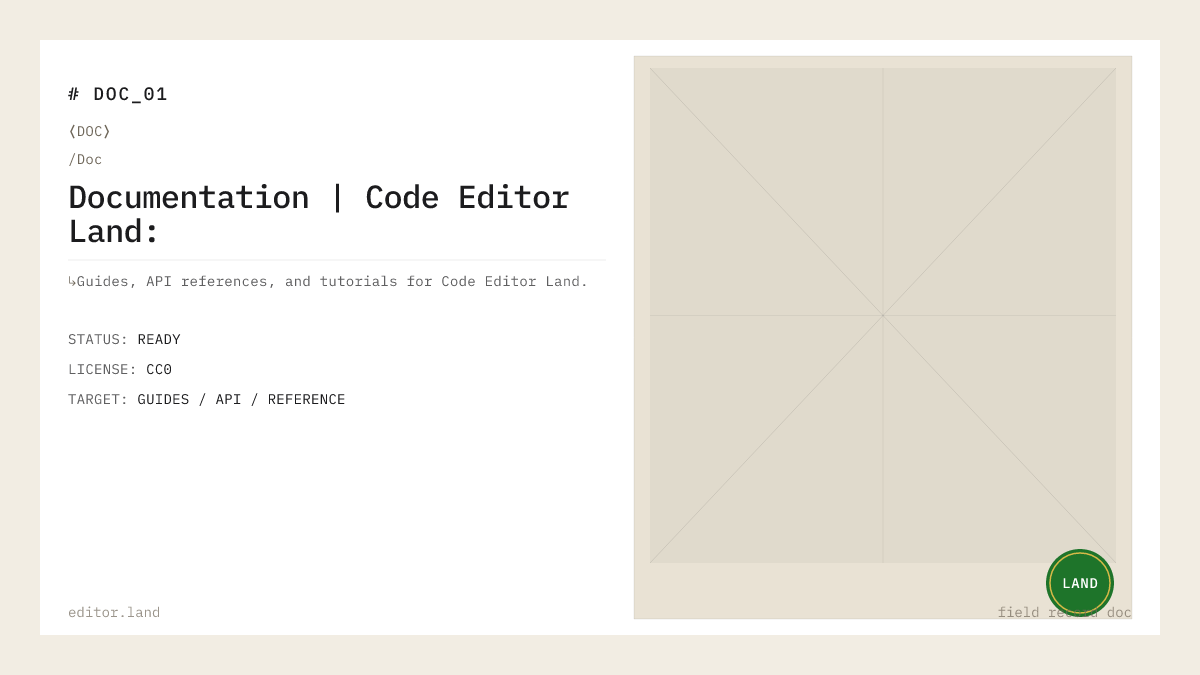 # DOC_01
⟨DOC⟩
/Doc
Documentation | Code Editor
Land:
↳Guides, API references, and tutorials for Code Editor Land.
STATUS: READY
LICENSE: CC0
TARGET: GUIDES / API / REFERENCE
LAND
editor.land
field record doc